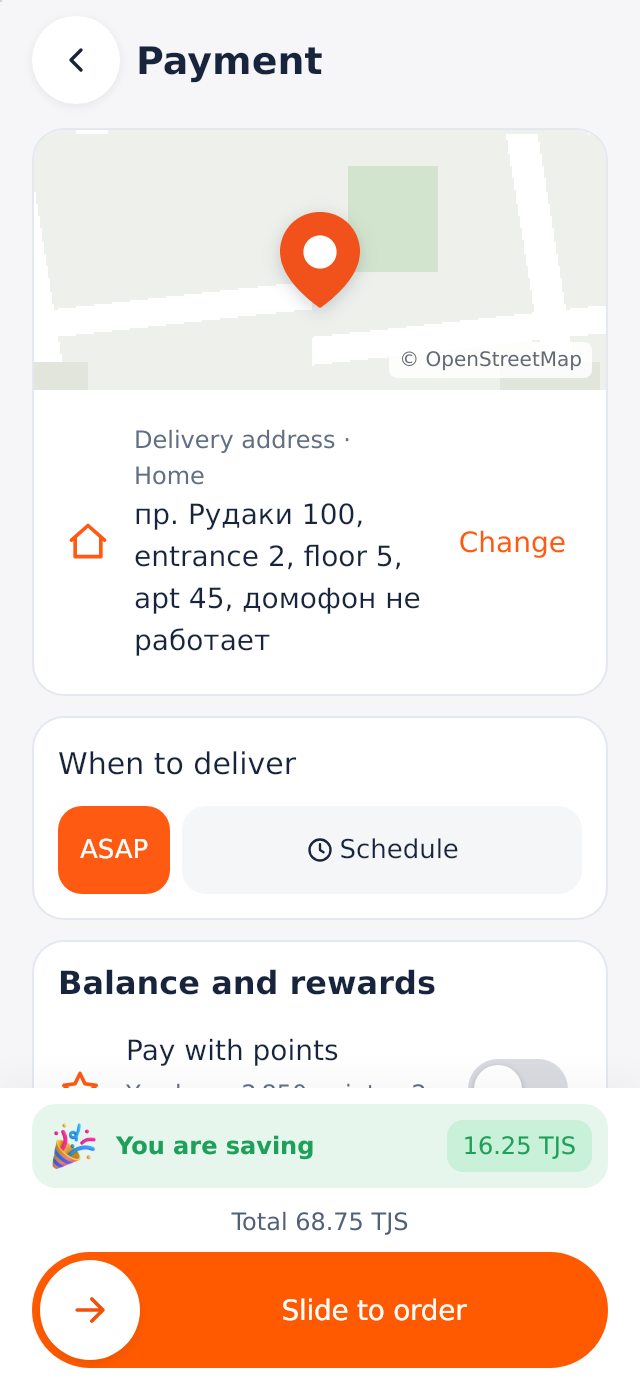 Payment
© OpenStreetMap
Delivery address ·
Home
пр. Рудаки 100,
entrance 2, floor 5,
apt 45, домофон не
работает
Change
When to deliver
ASAP
Schedule
Balance and rewards
Pay with points
You are saving
16.25 TJS
Total 68.75 TJS
Slide to order